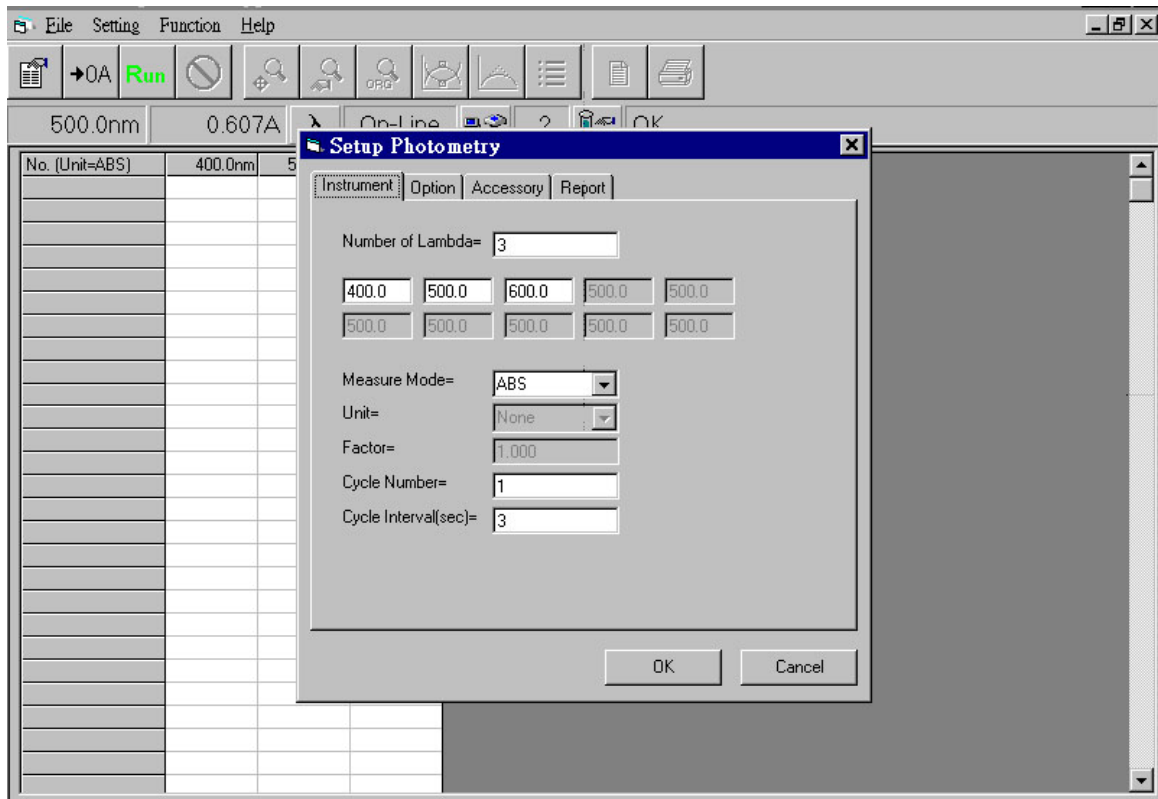 File Setting Function Help
→0A Run ORG
500.0nm 0.607A λ On-Line ? OK
No. (Unit=ABS) 400.0nm 5
Setup Photometry
Instrument Option Accessory Report
Number of Lambda= 3
400.0 500.0 600.0 500.0 500.0
500.0 500.0 500.0 500.0 500.0
Measure Mode= ABS
Unit= None
Factor= 1.000
Cycle Number= 1
Cycle Interval(sec)= 3
OK Cancel